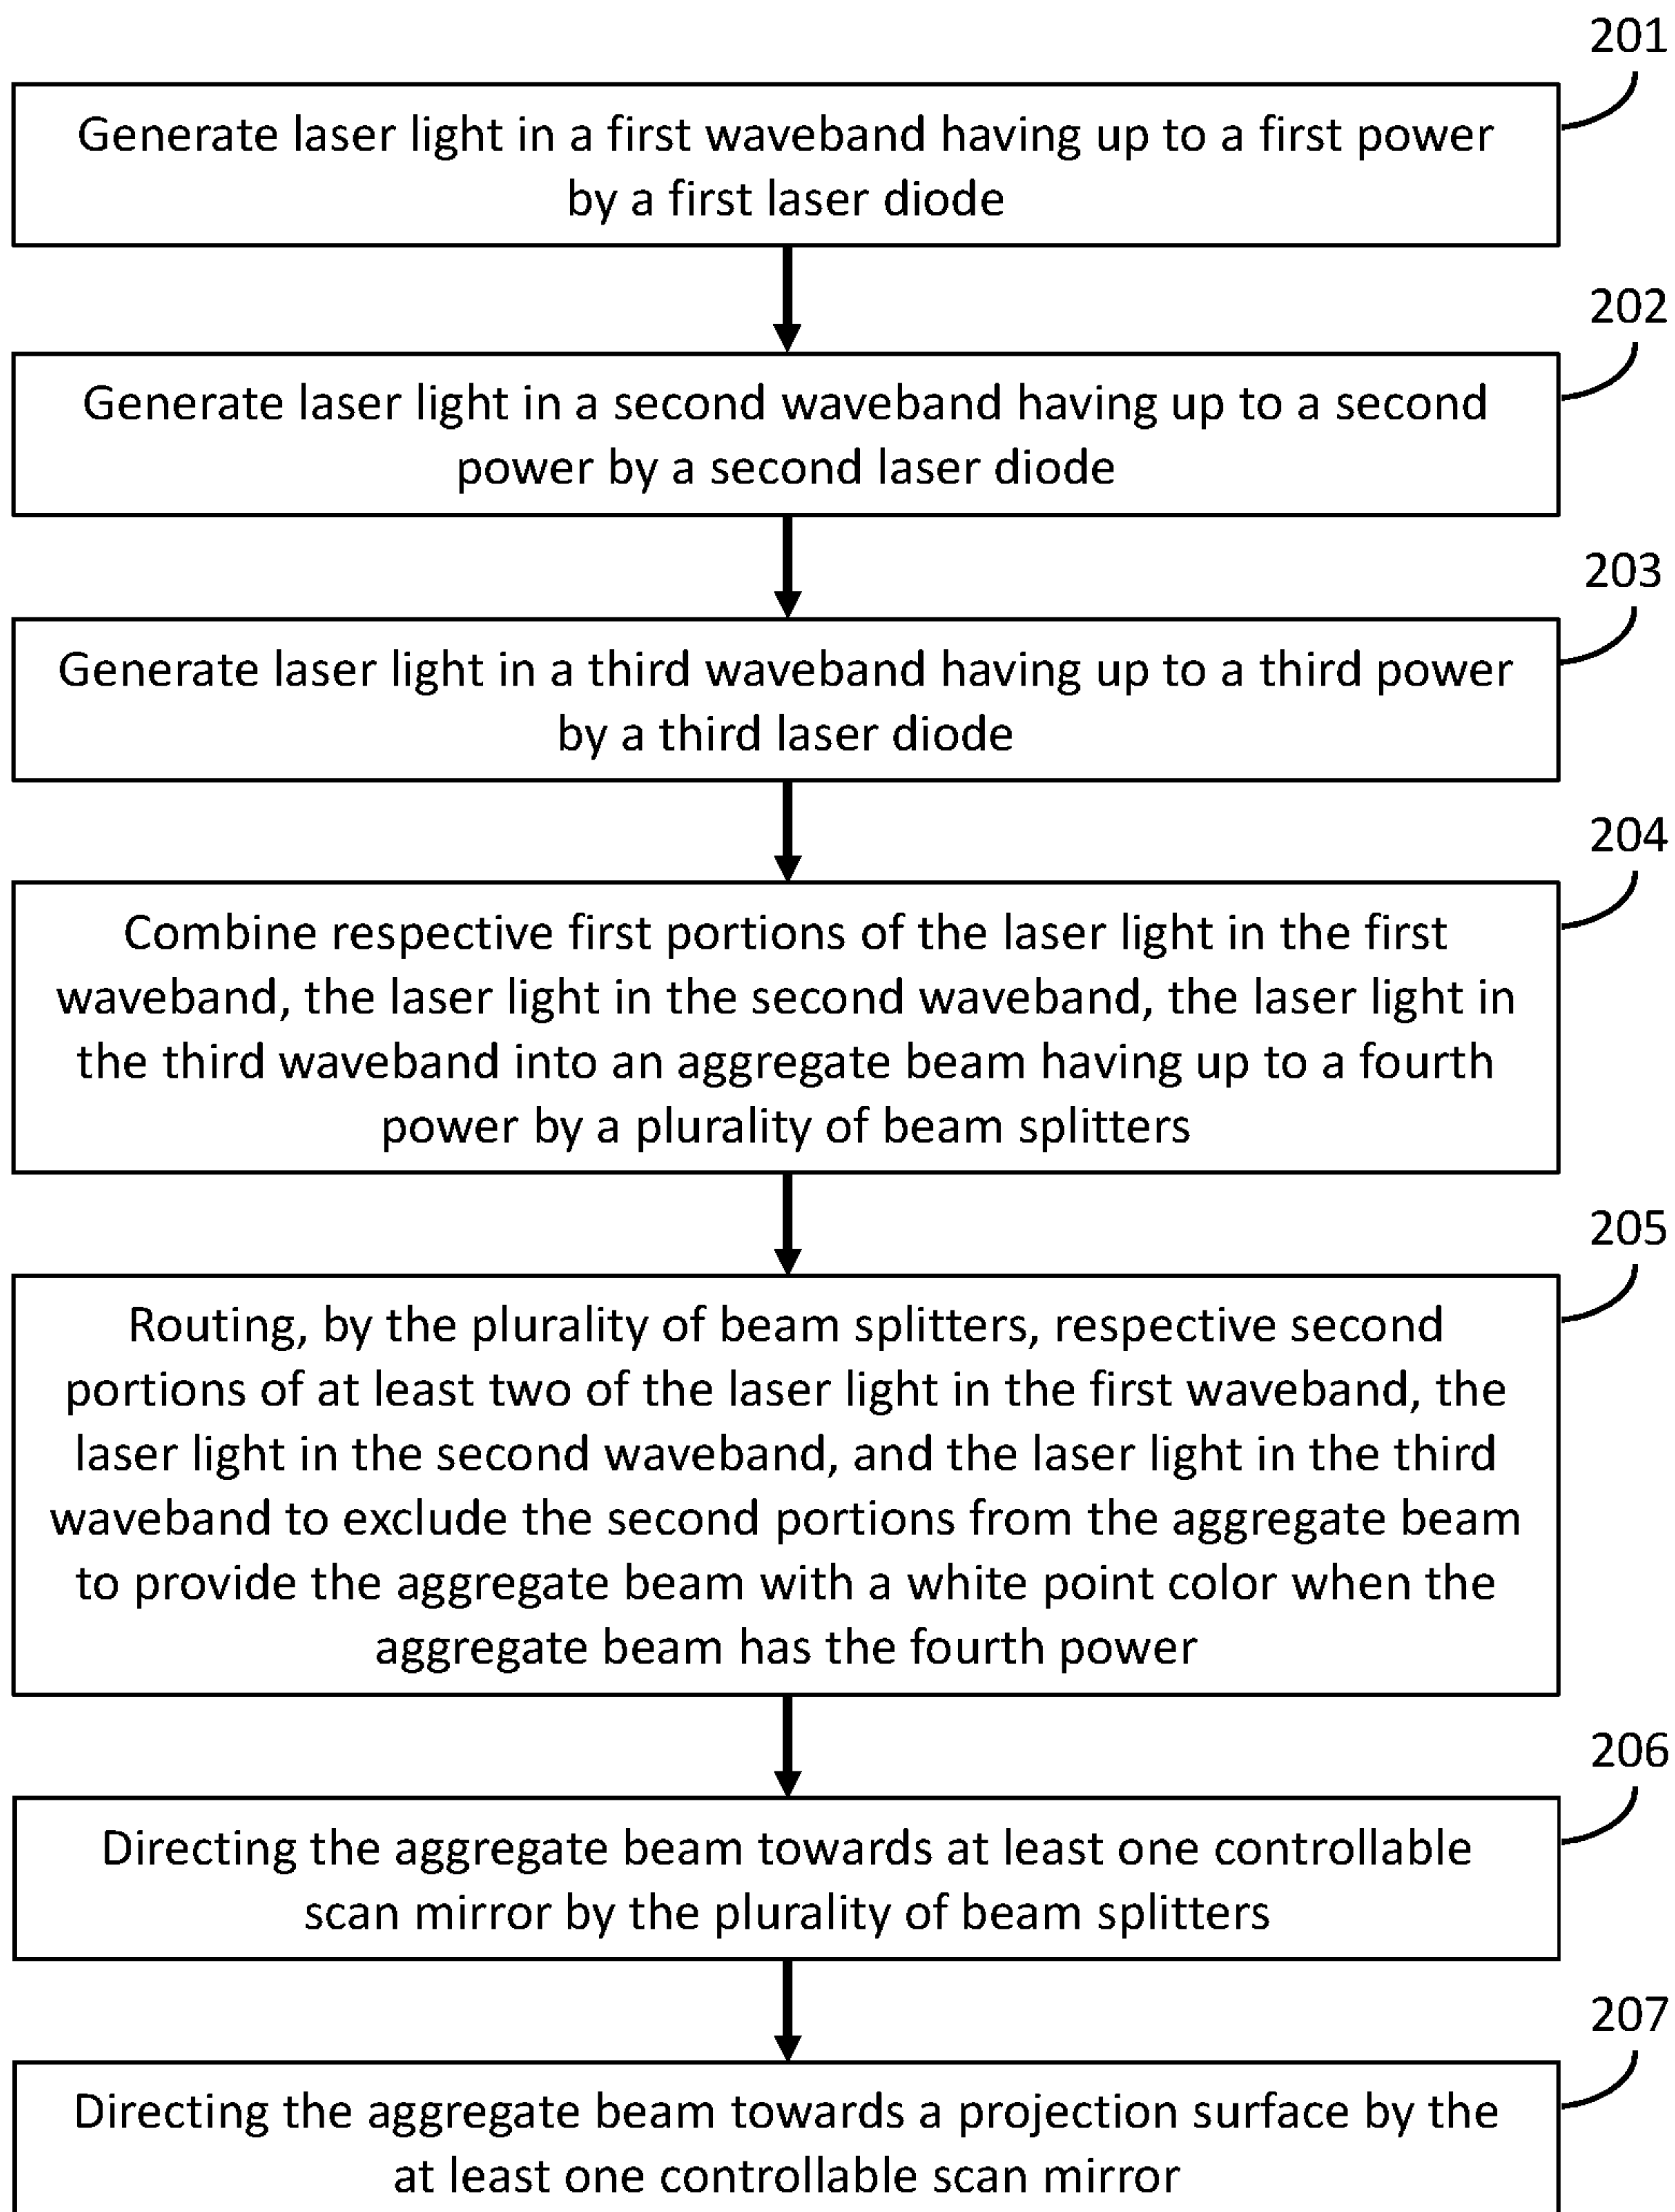 201
Generate laser light in a first waveband having up to a first power
by a first laser diode
202
Generate laser light in a second waveband having up to a second
power by a second laser diode
203
Generate laser light in a third waveband having up to a third power
by a third laser diode
204
Combine respective first portions of the laser light in the first
waveband, the laser light in the second waveband, the laser light in
the third waveband into an aggregate beam having up to a fourth
power by a plurality of beam splitters
205
Routing, by the plurality of beam splitters, respective second
portions of at least two of the laser light in the first waveband, the
laser light in the second waveband, and the laser light in the third
waveband to exclude the second portions from the aggregate beam
to provide the aggregate beam with a white point color when the
aggregate beam has the fourth power
206
Directing the aggregate beam towards at least one controllable
scan mirror by the plurality of beam splitters
207
Directing the aggregate beam towards a projection surface by the
at least one controllable scan mirror